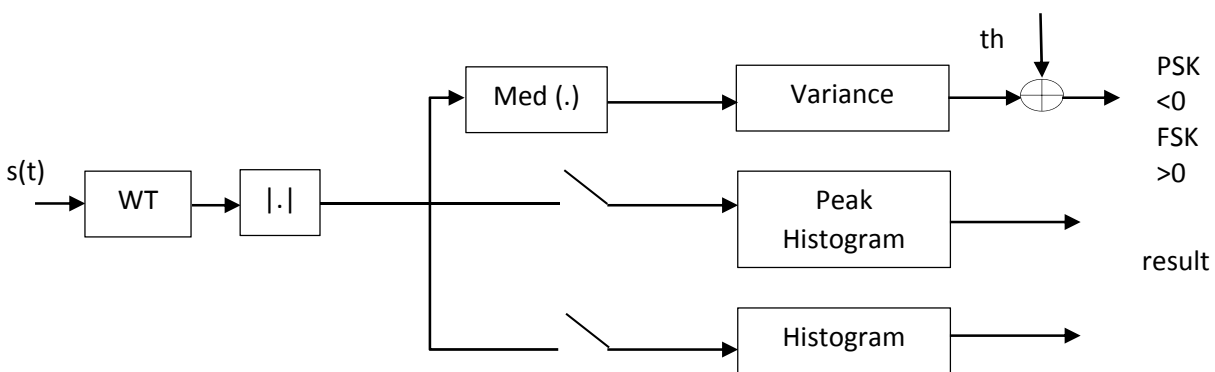 s(t)
WT
|.|
Med (.)
Variance
th
PSK
<0
FSK
>0
Peak
Histogram
result
Histogram